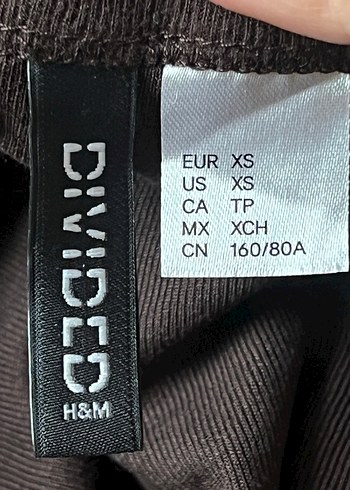 DIVIDED
H&M
EUR XS
US XS
CA TP
MX XCH
CN 160/80A